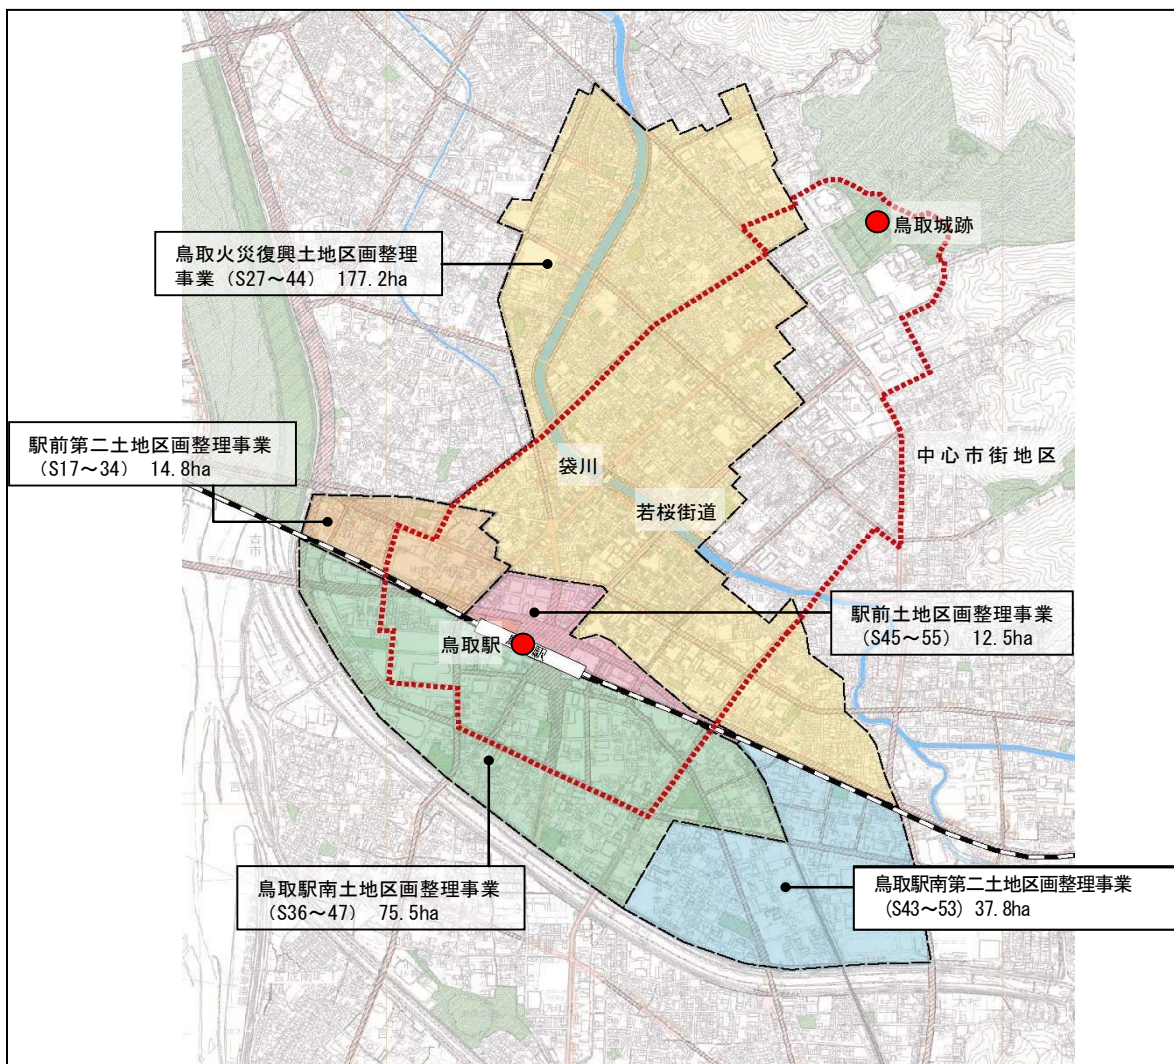 鳥取城跡
鳥取火災復興土地区画整理
事業（S27～44） 177.2ha
中心市街地区
駅前第二土地区画整理事業
（S17～34） 14.8ha
袋川
若桜街道
駅前土地区画整理事業
（S45～55） 12.5ha
鳥取駅
鳥取駅南土地区画整理事業
（S36～47） 75.5ha
鳥取駅南第二土地区画整理事業
（S43～53）37.8ha